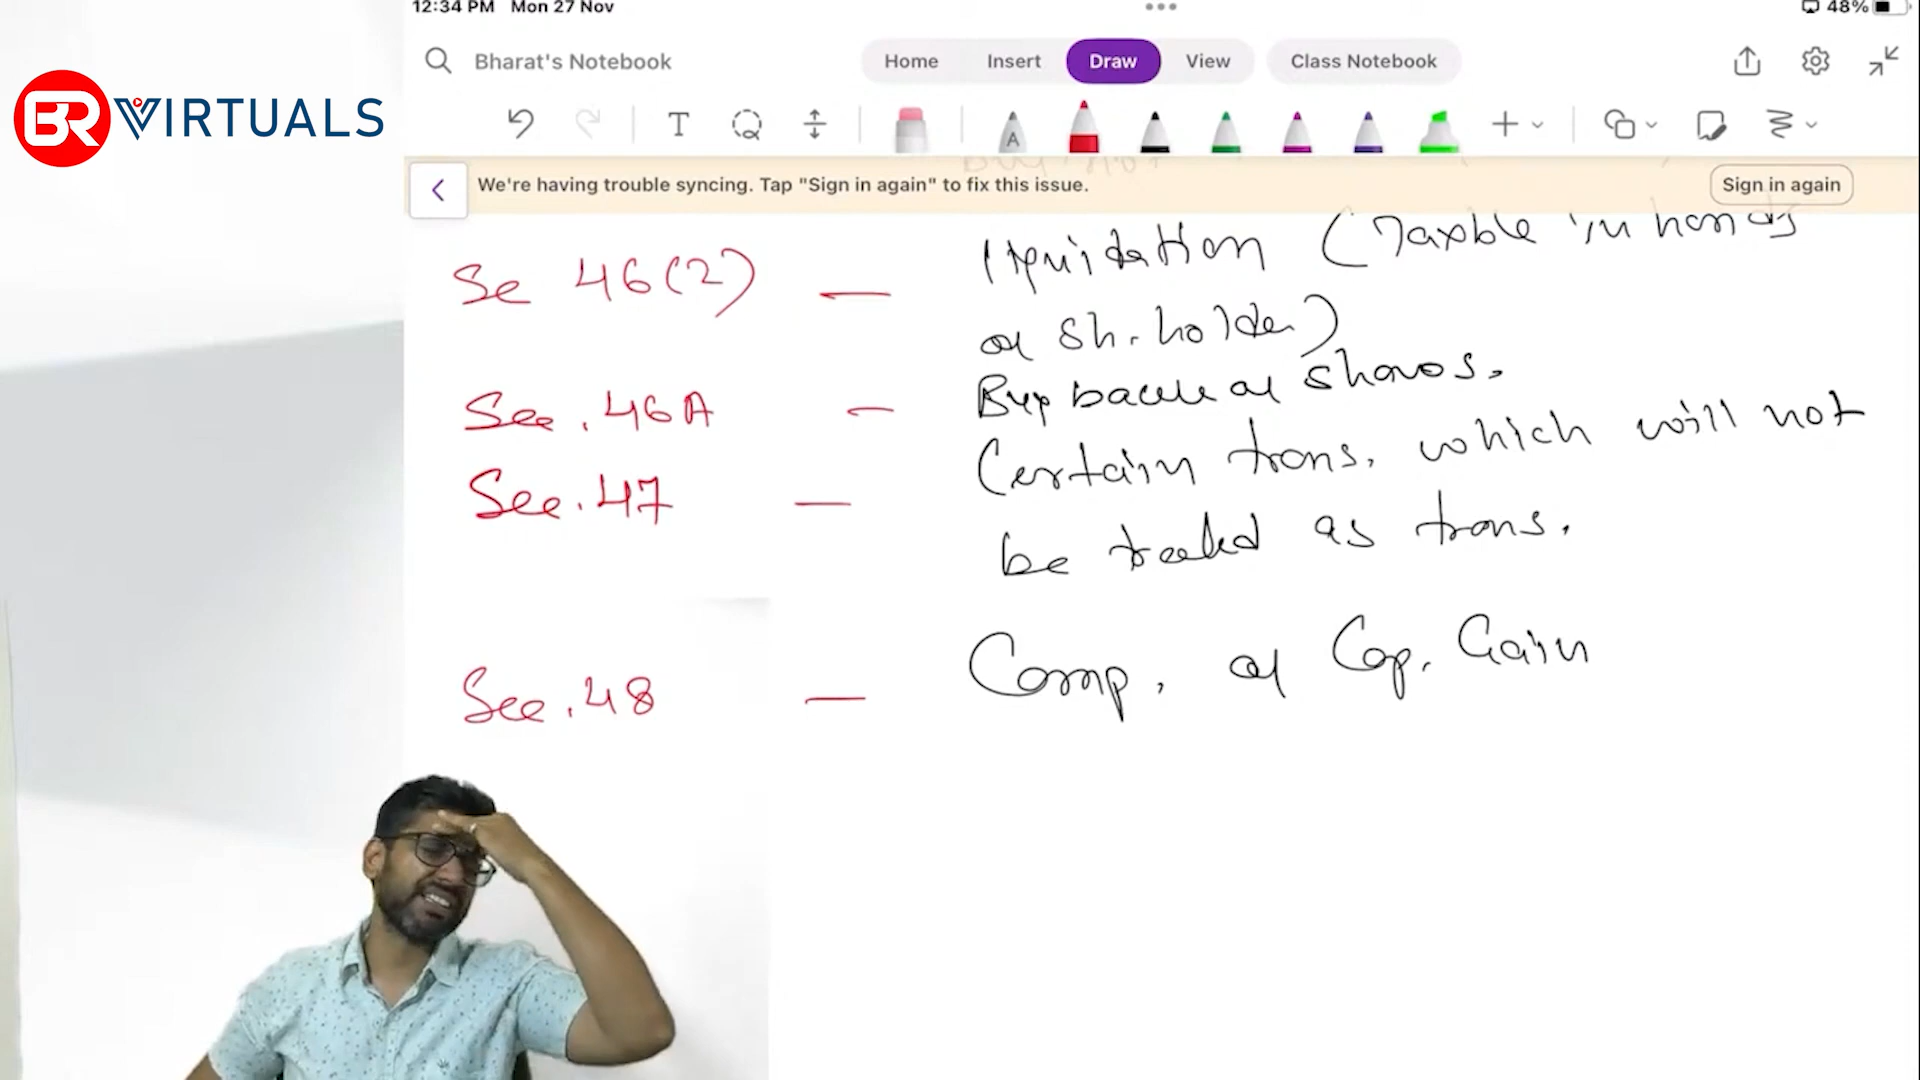 12:34 PM Mon 27 Nov
48%
BR VIRTUALS
Bharat's Notebook
Home Insert Draw View Class Notebook
T A
We're having trouble syncing. Tap "Sign in again" to fix this issue.
Sign in again
Se 46(2) — liquidation (Taxble in hands
of Sh. holder)
Sec. 46A — Buy back of shares.
Sec. 47 — Certain trans. which will not
be treated as trans.
Sec. 48 — Comp. of Cap. Gain